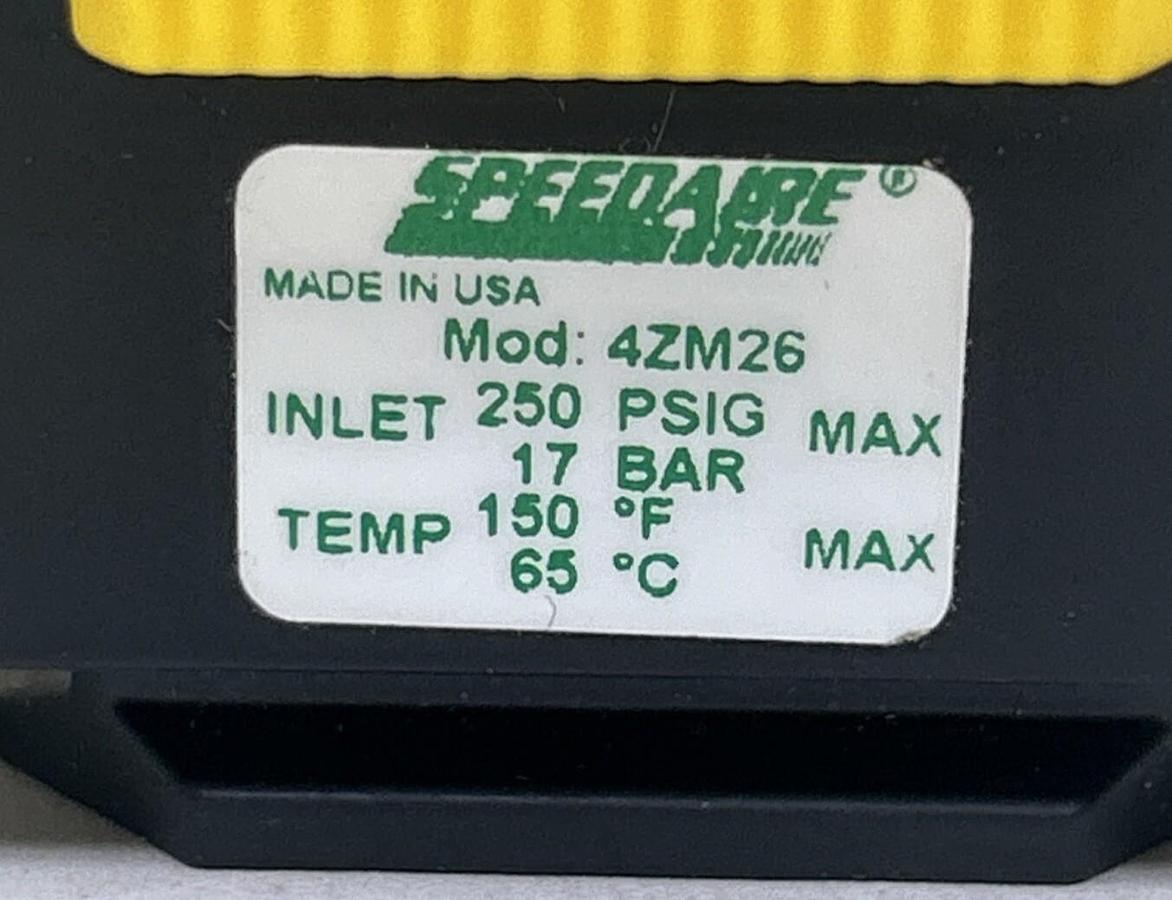 SPEEDAIRE ®
MADE IN USA
Mod: 4ZM26
INLET 250 PSIG MAX
17 BAR
TEMP 150 °F MAX
65 °C